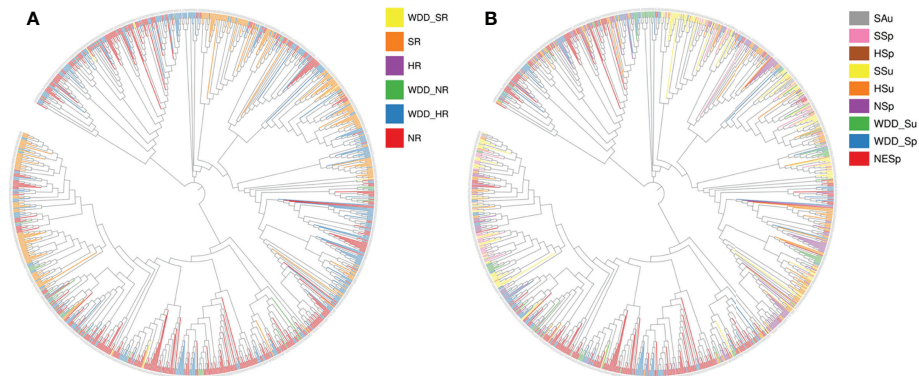 A
WDD_SR
SR
HR
WDD_NR
WDD_HR
NR
B
SAu
SSp
HSp
SSu
HSu
NSp
WDD_Su
WDD_Sp
NESp